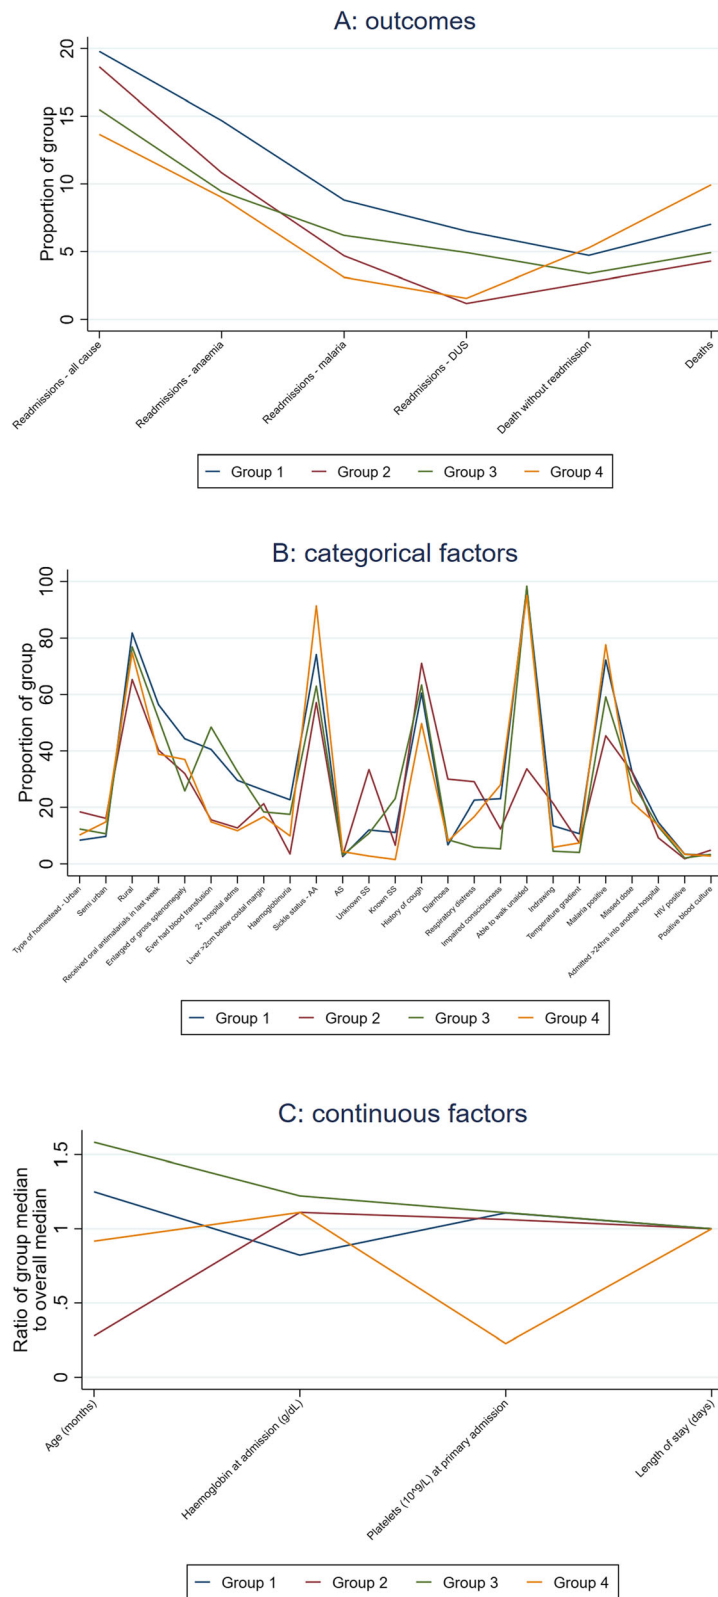 A: outcomes
Proportion of group
20
15
10
5
0
Readmissions - all cause
Readmissions - anaemia
Readmissions - malaria
Readmissions - DUS
Death without readmission
Deaths
Group 1 Group 2 Group 3 Group 4
B: categorical factors
Proportion of group
100
80
60
40
20
0
Type of homestead - Urban
Semi urban
Rural
Received oral antimalarials in last week
Enlarged or gross splenomegaly
Ever had blood transfusion
2+ hospital adms
Liver >2cm below costal margin
Haemoglobinuria
Sickle status - AA
AS
Unknown SS
Known SS
History of cough
Diarrhoea
Respiratory distress
Impaired consciousness
Able to walk unaided
Indrawing
Temperature gradient
Malaria positive
Missed dose
Admitted >24hrs into another hospital
HIV positive
Positive blood culture
Group 1 Group 2 Group 3 Group 4
C: continuous factors
Ratio of group median
to overall median
1.5
1
.5
0
Age (months)
Haemoglobin at admission (g/dL)
Platelets (10^9/L) at primary admission
Length of stay (days)
Group 1 Group 2 Group 3 Group 4